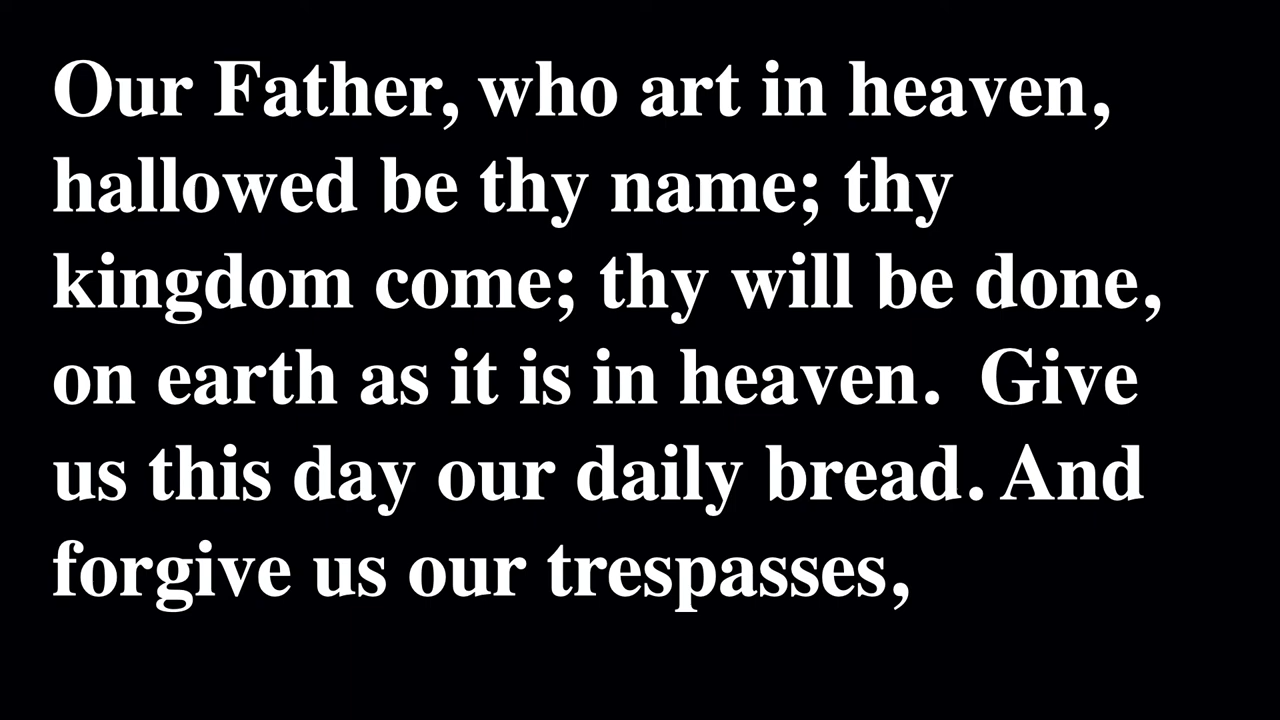 Our Father, who art in heaven,
hallowed be thy name; thy
kingdom come; thy will be done,
on earth as it is in heaven.  Give
us this day our daily bread. And
forgive us our trespasses,